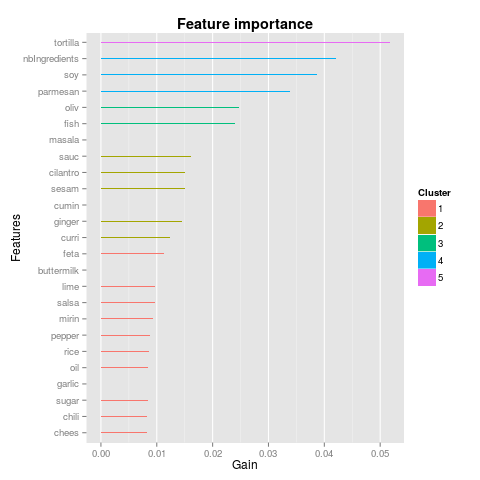 Feature importance
Features
tortilla
nbIngredients
soy
parmesan
oliv
fish
masala
sauc
cilantro
sesam
cumin
ginger
curri
feta
buttermilk
lime
salsa
mirin
pepper
rice
oil
garlic
sugar
chili
chees
0.00 0.01 0.02 0.03 0.04 0.05
Gain
Cluster
1
2
3
4
5